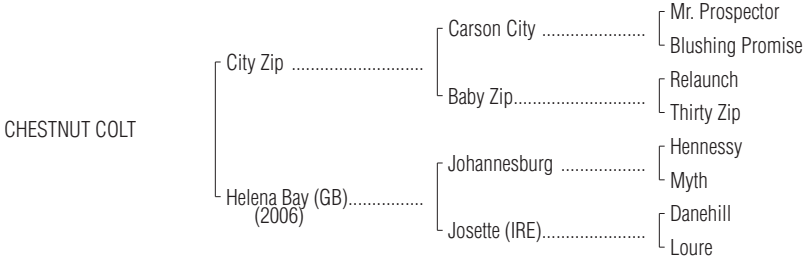 Mr. Prospector
Carson City ......................
Blushing Promise
City Zip ............................
Relaunch
Baby Zip............................
Thirty Zip
CHESTNUT COLT
Hennessy
Johannesburg ..................
Myth
Helena Bay (GB)................
(2006)
Danehill
Josette (IRE)......................
Loure